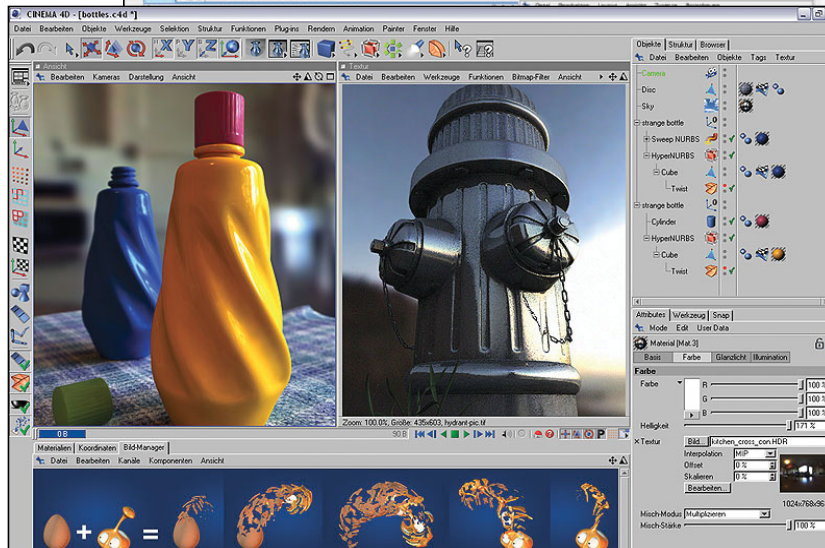 CINEMA 4D - [bottles.c4d *]
Datei Bearbeiten Objekte Werkzeuge Selektion Struktur Funktionen Plug-ins Rendern Animation Painter Fenster Hilfe
X Y Z
Ansicht
Bearbeiten Kameras Darstellung Ansicht
Textur
Datei Bearbeiten Werkzeuge Funktionen Bitmap-Filter Ansicht
Zoom: 100.0%, Größe: 435x603, hydrant-pic.tif
0 B
90 B
P
Materialien Koordinaten Bild-Manager
Datei Bearbeiten Kanäle Komponenten Ansicht
+ =
Objekte Struktur Browser
Datei Bearbeiten Objekte Tags Textur
Camera
Disc
Sky
strange bottle
Sweep NURBS
HyperNURBS
Cube
Twist
strange bottle
Cylinder
HyperNURBS
Cube
Twist
Attributes Werkzeug Snap
Mode Edit User Data
Material [Mat.3]
Basis Farbe Glanzlicht Illumination
Farbe
Farbe R 100 %
G 100 %
B 100 %
Helligkeit 171 %
Textur Bild... kitchen_cross_con.HDR
Interpolation MIP
Offset 0 %
Skalieren 0 %
Bearbeiten...
1024x768x96
Misch-Modus Multiplizieren
Misch-Stärke 100 %